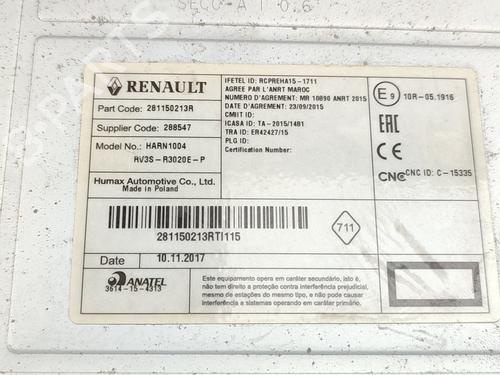 SECO-A T 0.6
RENAULT
Part Code: 281150213R
Supplier Code: 288547
Model No.: HARN1004
RV3S-R3020E-P
Humax Automotive Co., Ltd.
Made in Poland
IFETEL ID: RCPREHA15-1711
AGREE PAR L'ANRT MAROC
NUMERO D'AGREMENT: MR 10890 ANRT 2015
DATE D'AGREMENT: 23/09/2015
CMIIT ID:
ICASA ID: TA-2015/1481
TRA ID: ER42427/15
PLG ID:
Certification Number:
E9 10R-05.1916
EAC
CE
CNC CNC ID: C-15335
281150213RTI115
711
Date 10.11.2017
ANATEL
3614-15-4313
Este equipamento opera em caráter secundário, isto é,
não tem direito a proteção contra interferência prejudicial,
mesmo de estações do mesmo tipo, e não pode causar
interferência a sistemas operando em caráter primário.